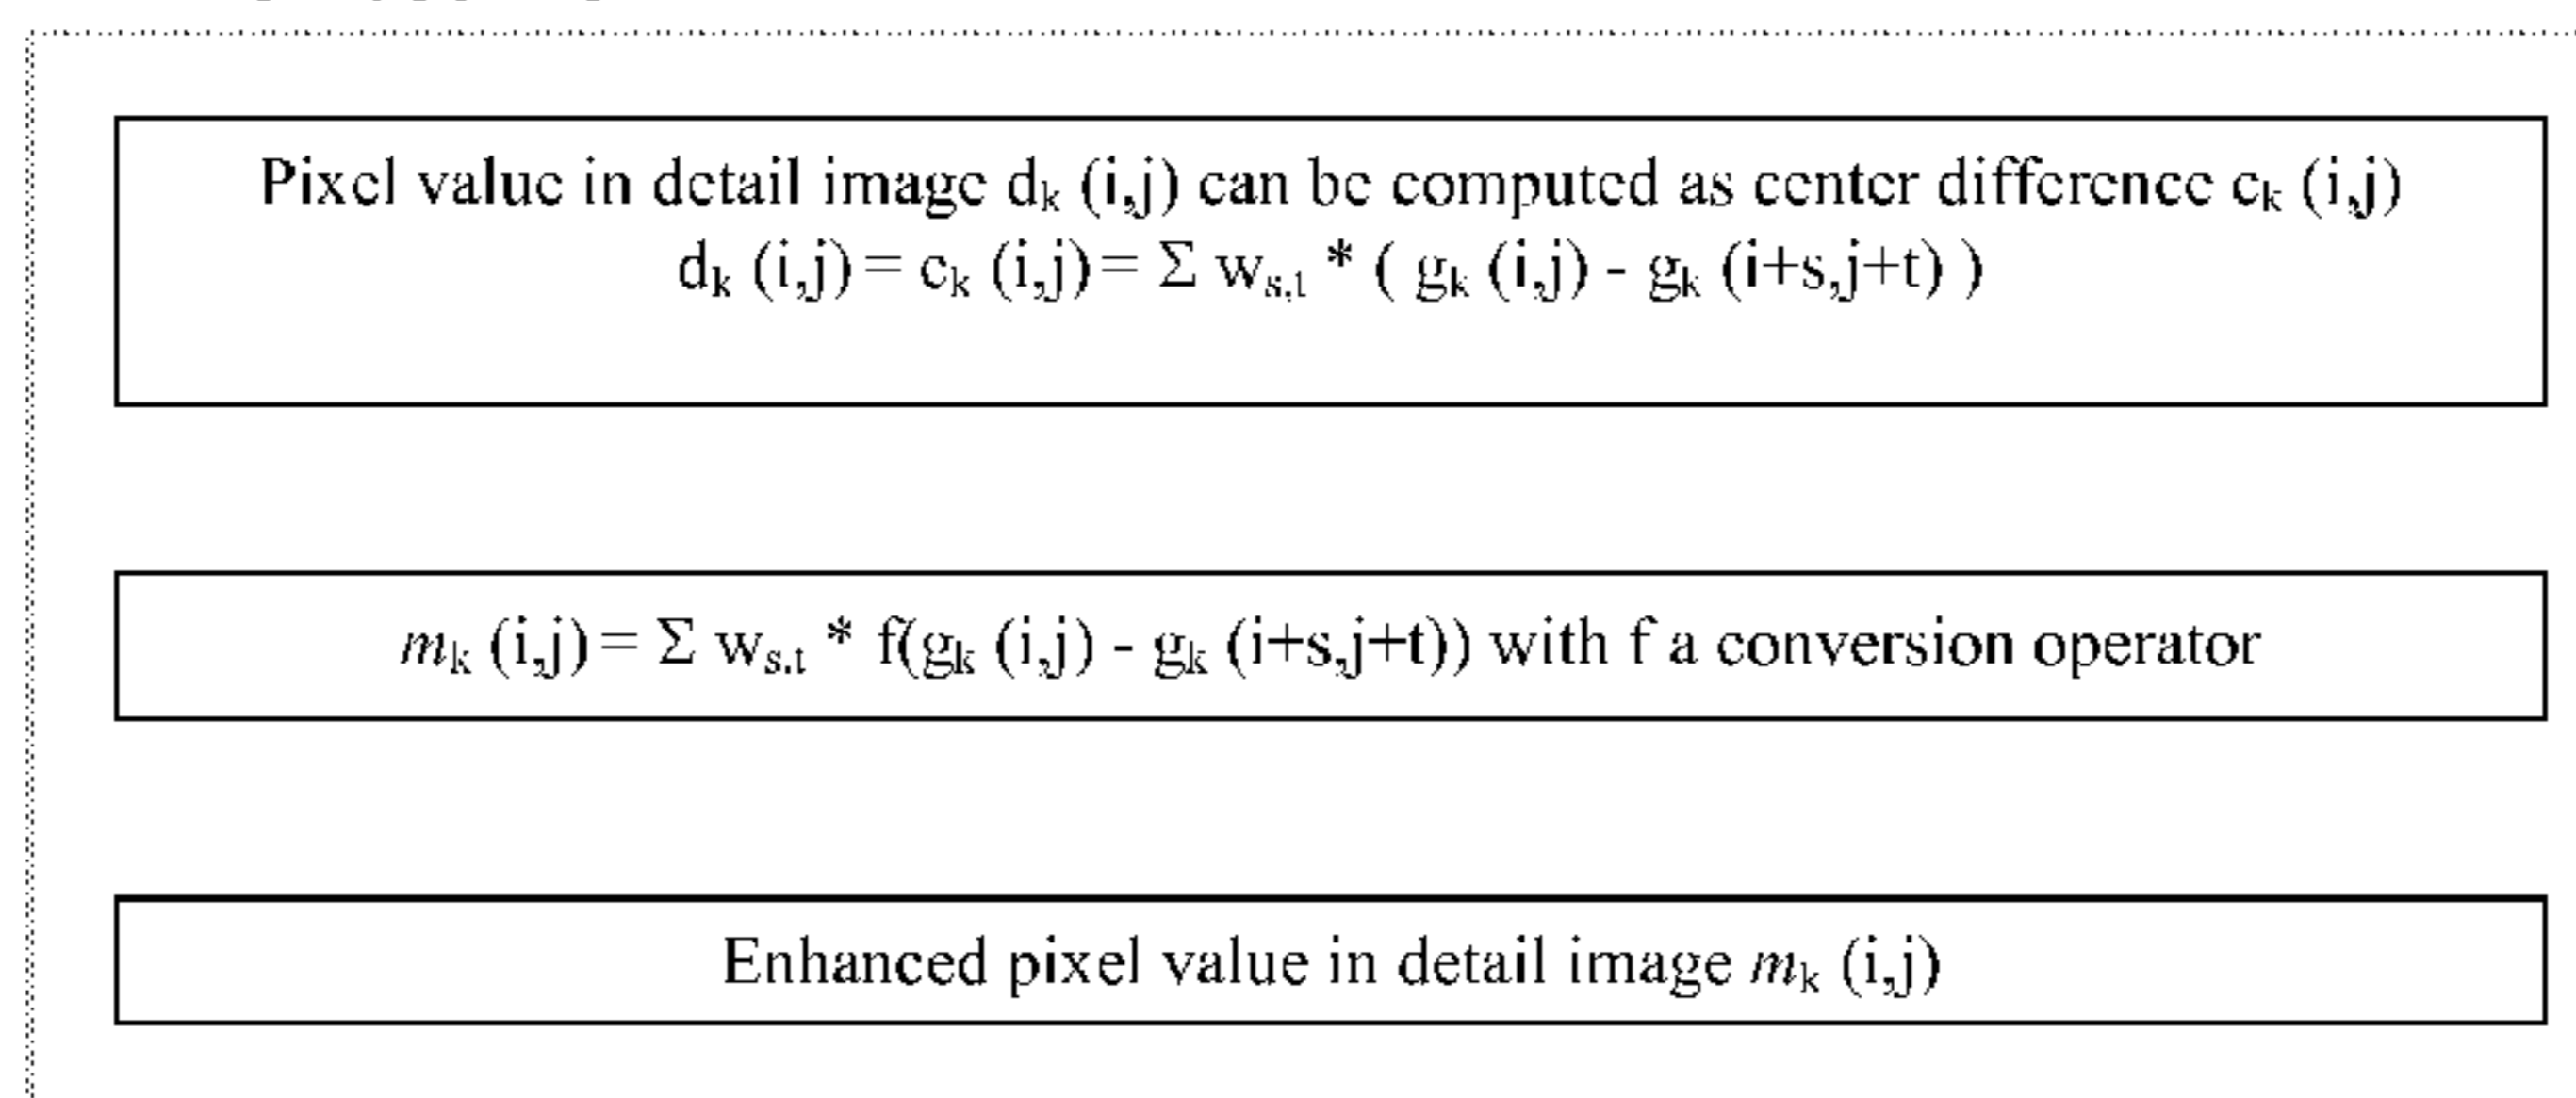 Pixel value in detail image dk (i,j) can be computed as center difference ck (i,j)
dk (i,j) = ck (i,j) = Σ ws,t * ( gk (i,j) - gk (i+s,j+t) )
mk (i,j) = Σ ws,t * f(gk (i,j) - gk (i+s,j+t)) with f a conversion operator
Enhanced pixel value in detail image mk (i,j)